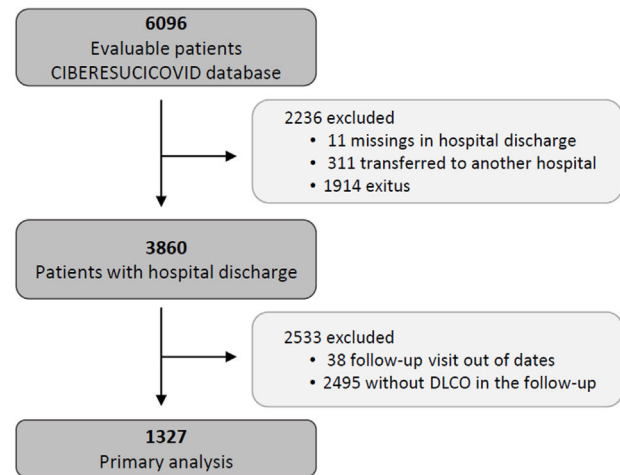 6096
Evaluable patients
CIBERESUCICOVID database
2236 excluded
• 11 missings in hospital discharge
• 311 transferred to another hospital
• 1914 exitus
3860
Patients with hospital discharge
2533 excluded
• 38 follow-up visit out of dates
• 2495 without DLCO in the follow-up
1327
Primary analysis